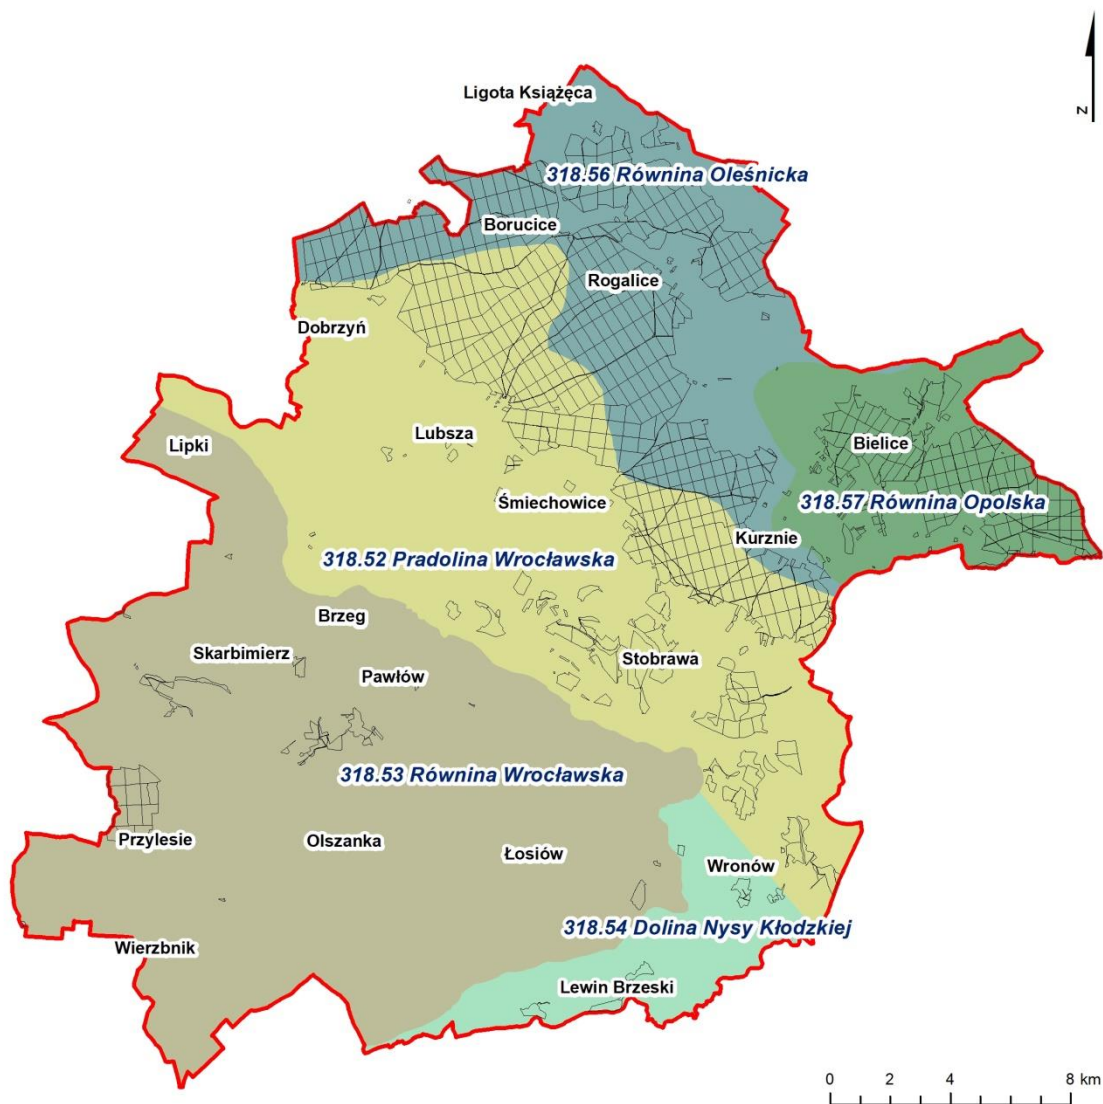 Ligota Książęca
z
318.56 Równina Oleśnicka
Borucice
Rogalice
Dobrzyń
Lubsza
Lipki
Bielice
Śmiechowice
318.57 Równina Opolska
Kurznie
318.52 Pradolina Wrocławska
Brzeg
Skarbimierz
Stobrawa
Pawłów
318.53 Równina Wrocławska
Przylesie
Olszanka
Łosiów
Wronów
318.54 Dolina Nysy Kłodzkiej
Wierzbnik
Lewin Brzeski
0 2 4 8 km